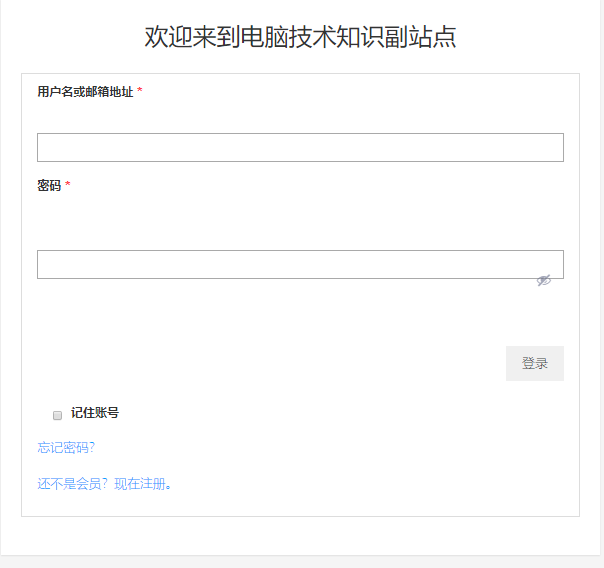 欢迎来到电脑技术知识副站点
用户名或邮箱地址 *
密码 *
登录
记住账号
忘记密码?
还不是会员？现在注册。